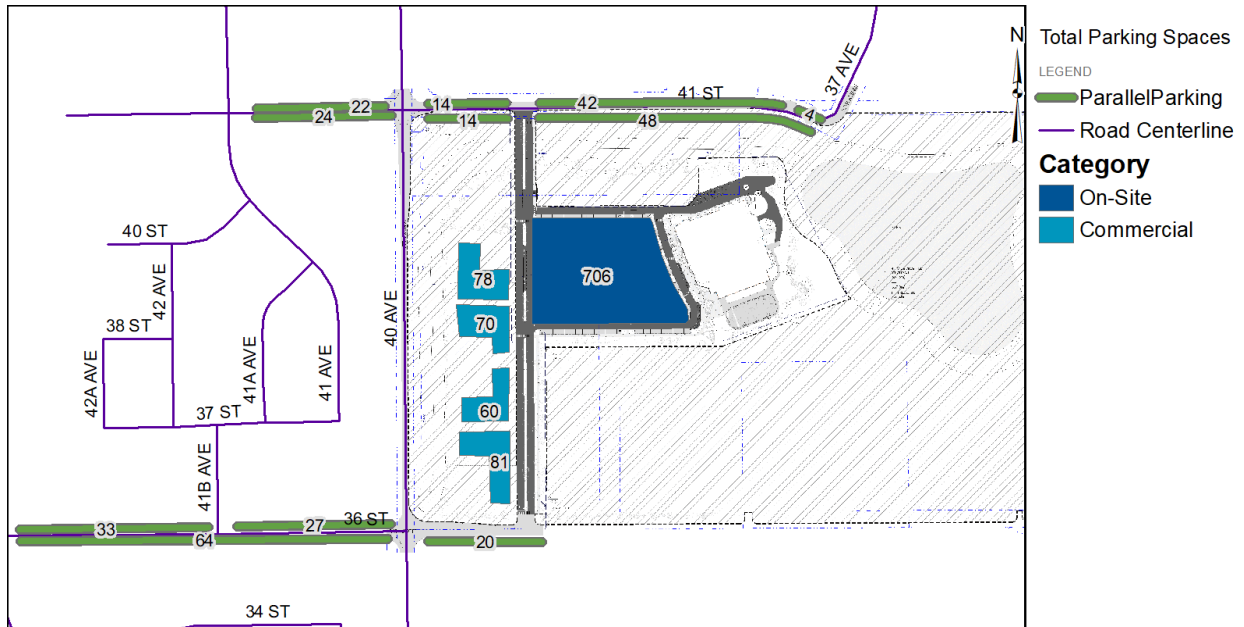 N
Total Parking Spaces
LEGEND
ParallelParking
Road Centerline
Category
On-Site
Commercial
37 AVE
41 ST
22
14
42
4
24
14
48
40 ST
42 AVE
40 AVE
78
706
70
38 ST
42A AVE
41A AVE
41 AVE
60
37 ST
41B AVE
81
33
27
36 ST
64
20
34 ST